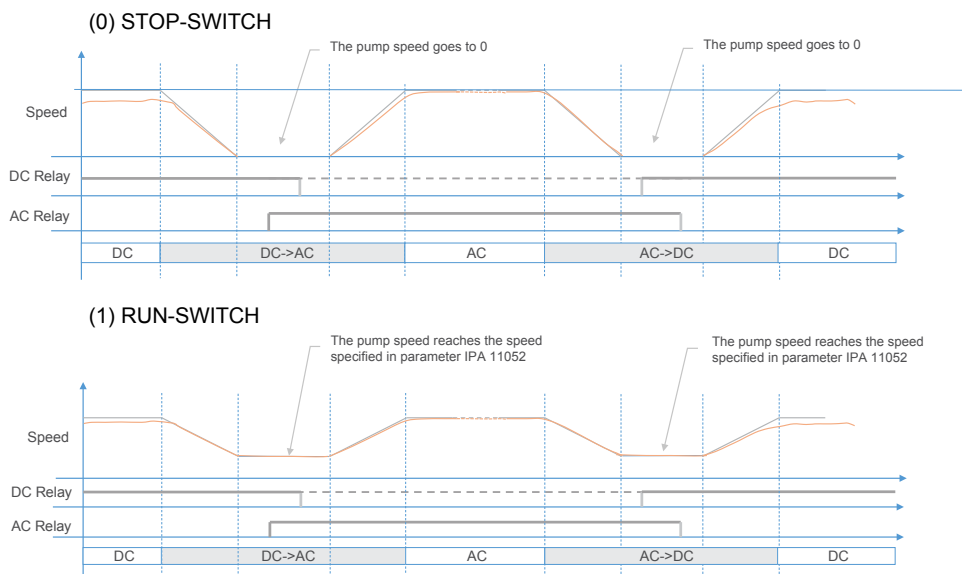 (0) STOP-SWITCH
The pump speed goes to 0
The pump speed goes to 0
Speed
DC Relay
AC Relay
DC
DC->AC
AC
AC->DC
DC
(1) RUN-SWITCH
The pump speed reaches the speed
specified in parameter IPA 11052
The pump speed reaches the speed
specified in parameter IPA 11052
Speed
DC Relay
AC Relay
DC
DC->AC
AC
AC->DC
DC